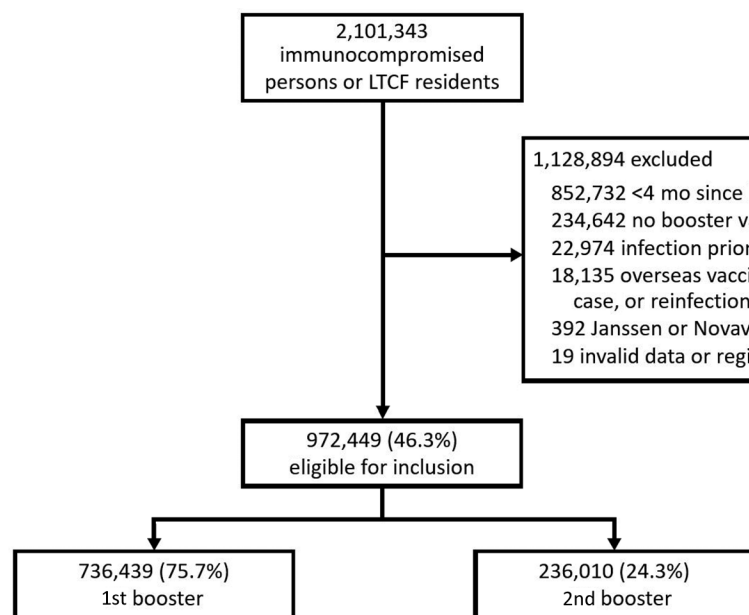 2,101,343
immunocompromised
persons or LTCF residents
1,128,894 excluded
852,732 <4 mo since
234,642 no booster
22,974 infection prior
18,135 overseas
case, or reinfection
392 Janssen or
19 invalid data or
972,449 (46.3%)
eligible for inclusion
736,439 (75.7%)
1st booster
236,010 (24.3%)
2nd booster